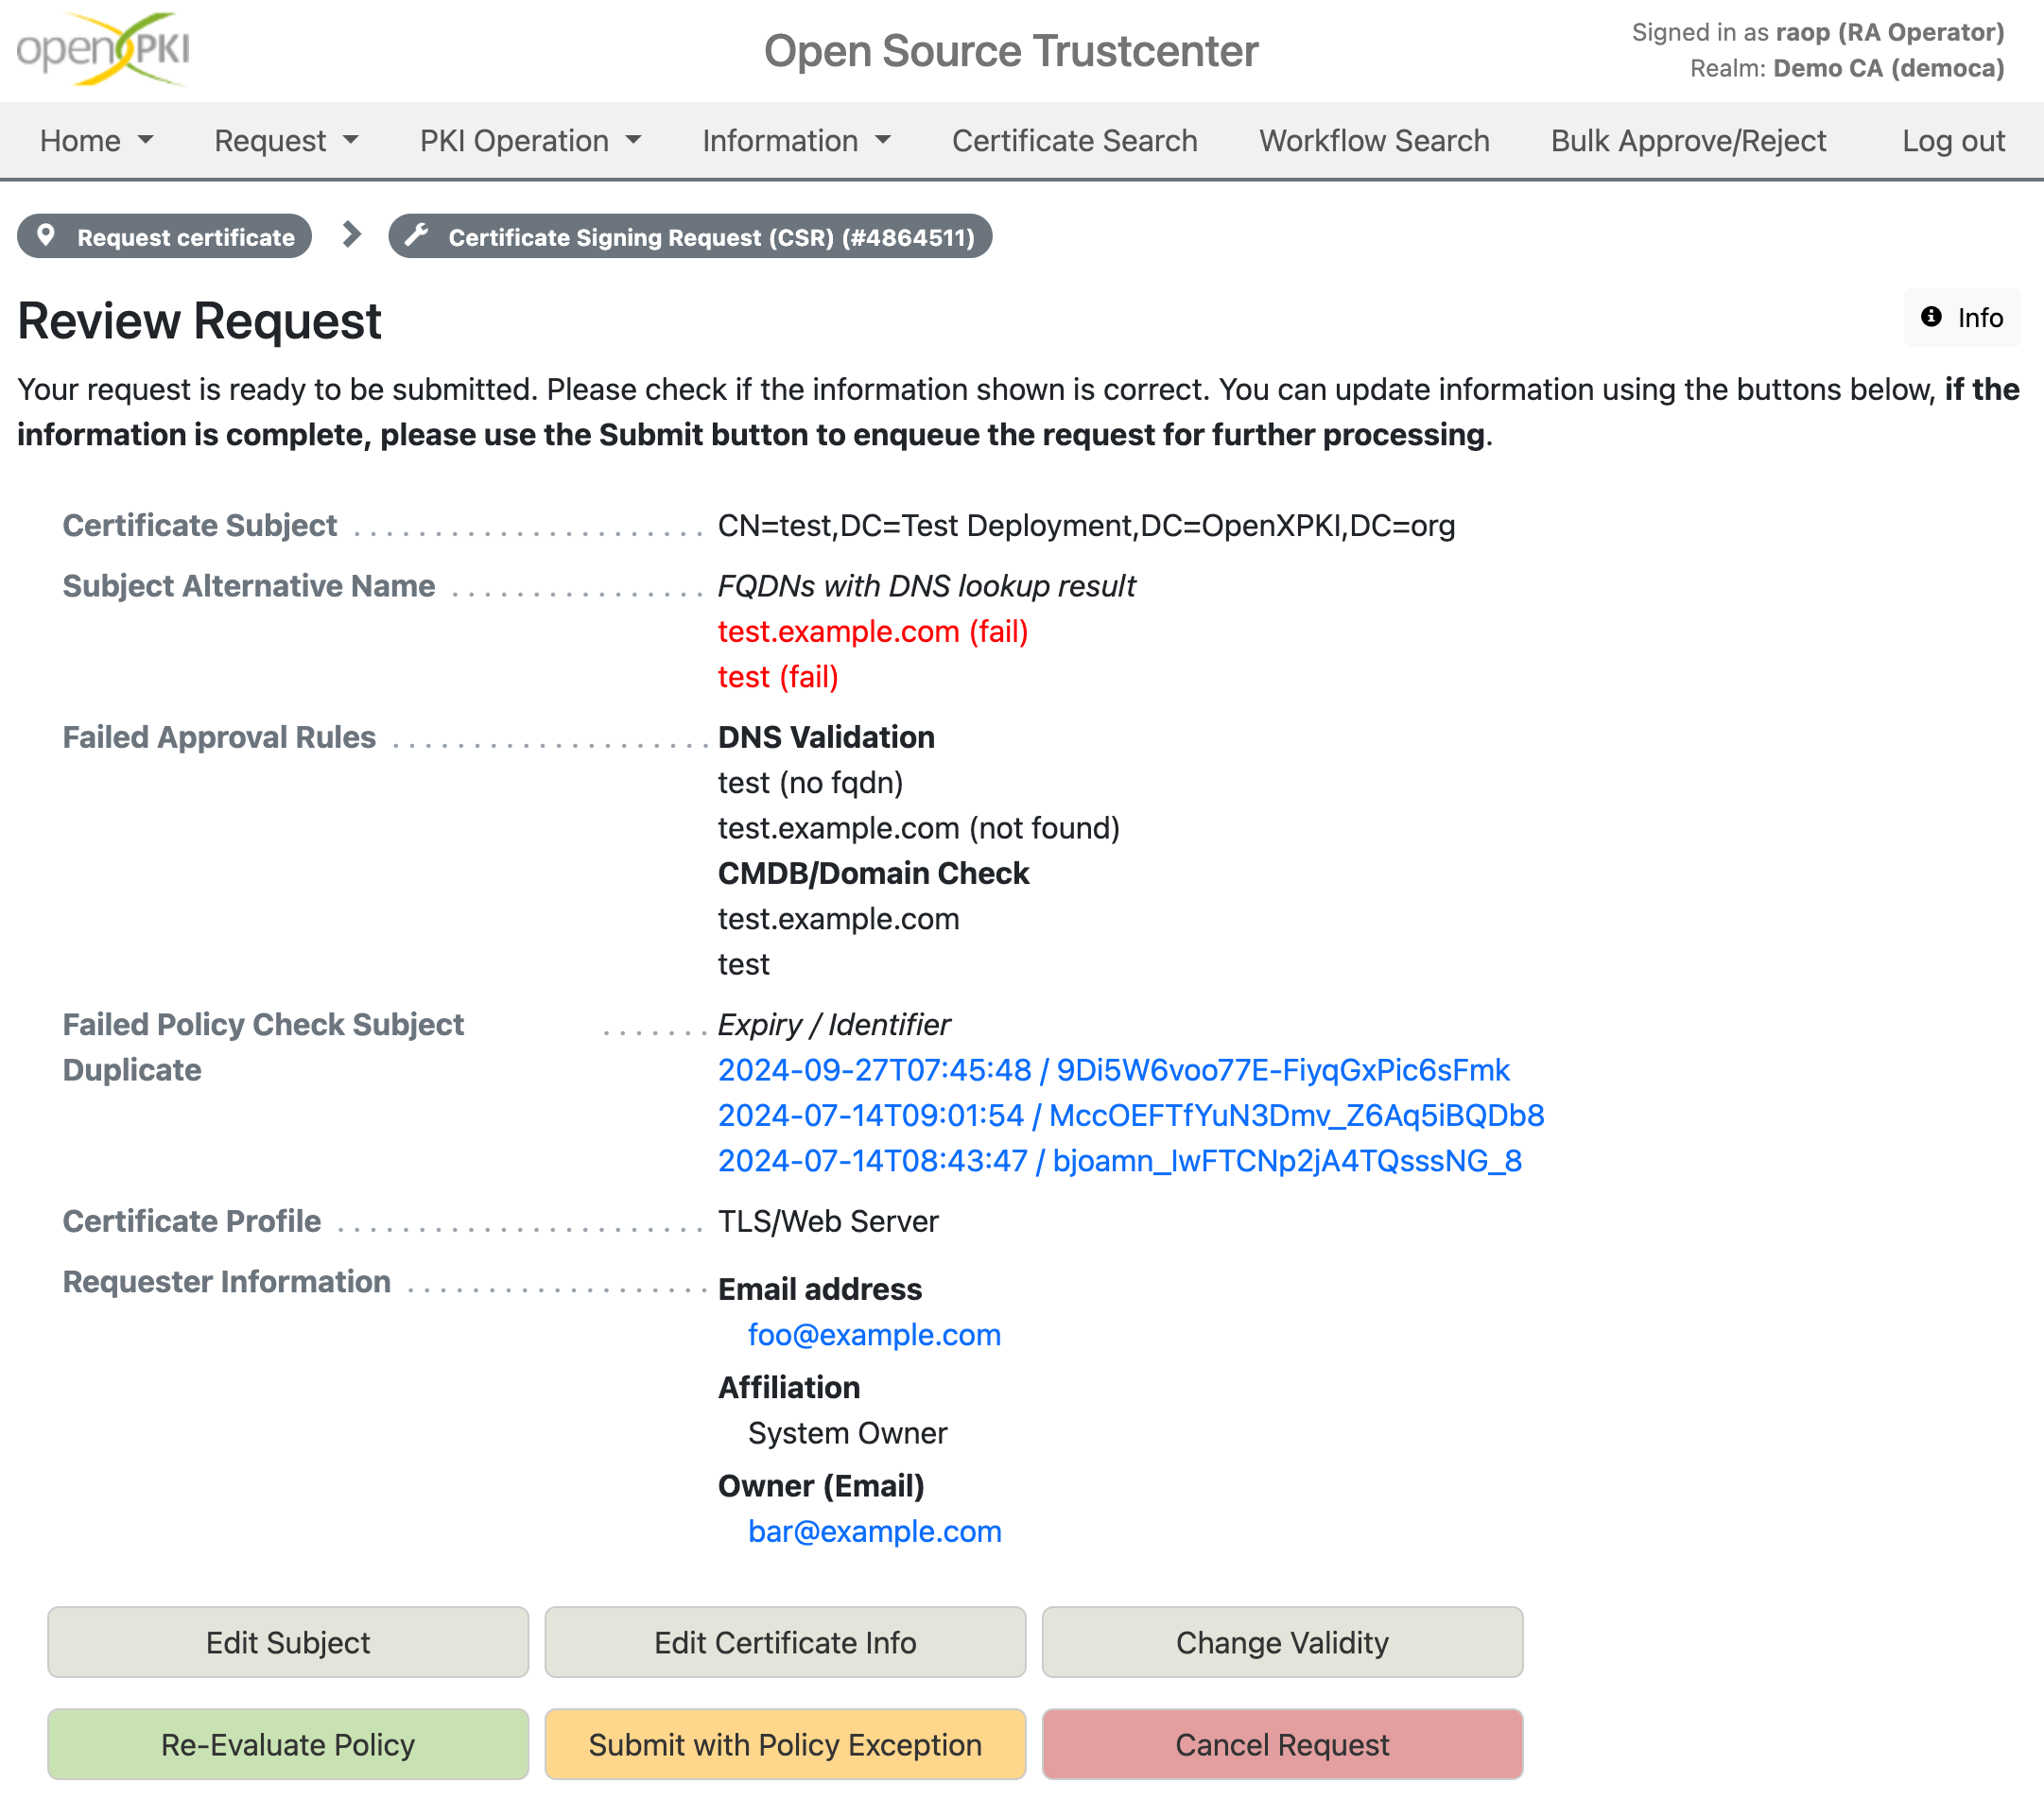 openXPKI
Open Source Trustcenter
Signed in as raop (RA Operator)
Realm: Demo CA (democa)
Home
Request
PKI Operation
Information
Certificate Search
Workflow Search
Bulk Approve/Reject
Log out
Request certificate
Certificate Signing Request (CSR) (#4864511)
Review Request
Info
Your request is ready to be submitted. Please check if the information shown is correct. You can update information using the buttons below, if the
information is complete, please use the Submit button to enqueue the request for further processing.
Certificate Subject ..................... CN=test,DC=Test Deployment,DC=OpenXPKI,DC=org
Subject Alternative Name ................ FQDNs with DNS lookup result
test.example.com (fail)
test (fail)
Failed Approval Rules .................... DNS Validation
test (no fqdn)
test.example.com (not found)
CMDB/Domain Check
test.example.com
test
Failed Policy Check Subject ....... Expiry / Identifier
Duplicate
2024-09-27T07:45:48 / 9Di5W6voo77E-FiyqGxPic6sFmk
2024-07-14T09:01:54 / MccOEFTfYuN3Dmv_Z6Aq5iBQDb8
2024-07-14T08:43:47 / bjoamn_lwFTCNp2jA4TQsssNG_8
Certificate Profile ....................... TLS/Web Server
Requester Information ................... Email address
foo@example.com
Affiliation
System Owner
Owner (Email)
bar@example.com
Edit Subject
Edit Certificate Info
Change Validity
Re-Evaluate Policy
Submit with Policy Exception
Cancel Request